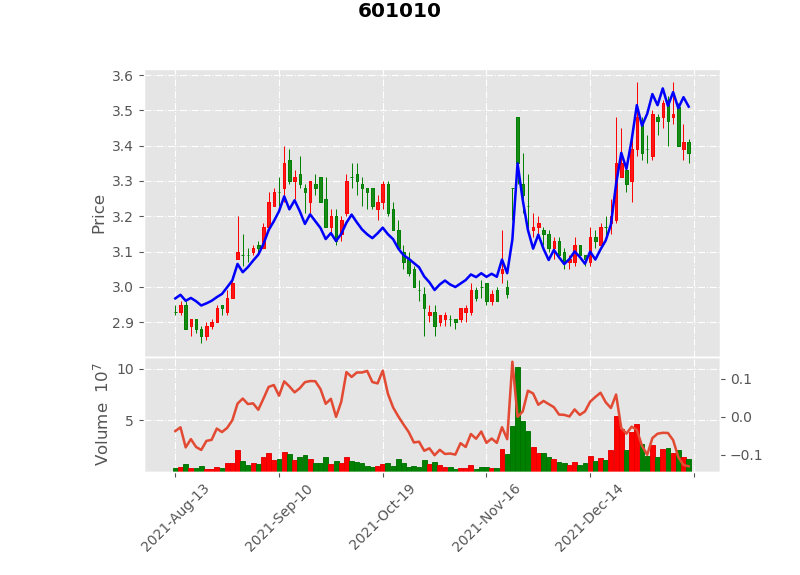 601010
3.6
3.5
3.4
3.3
3.2
3.1
3.0
2.9
Price
10
5
Volume 10^7
0.1
0.0
−0.1
2021-Aug-13
2021-Sep-10
2021-Oct-19
2021-Nov-16
2021-Dec-14